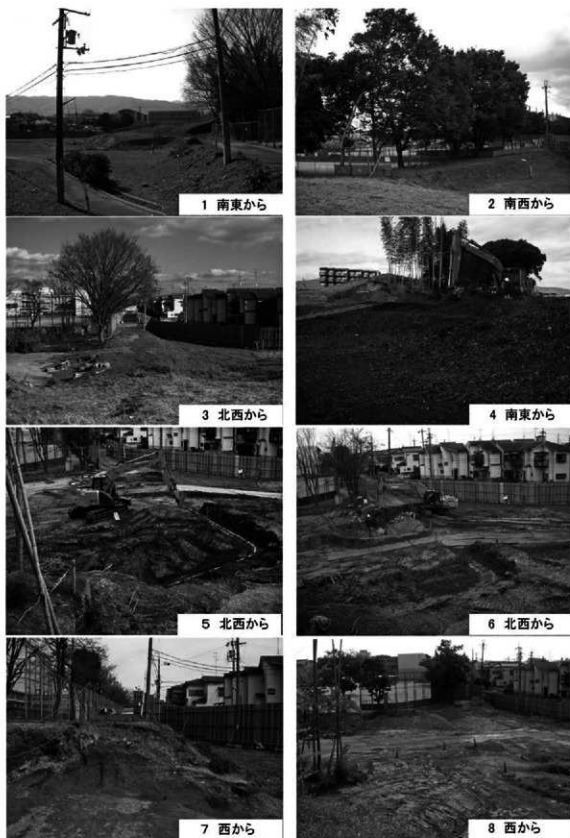 1 南東から
2 南西から
3 北西から
4 南東から
5 北西から
6 北西から
7 西から
8 西から